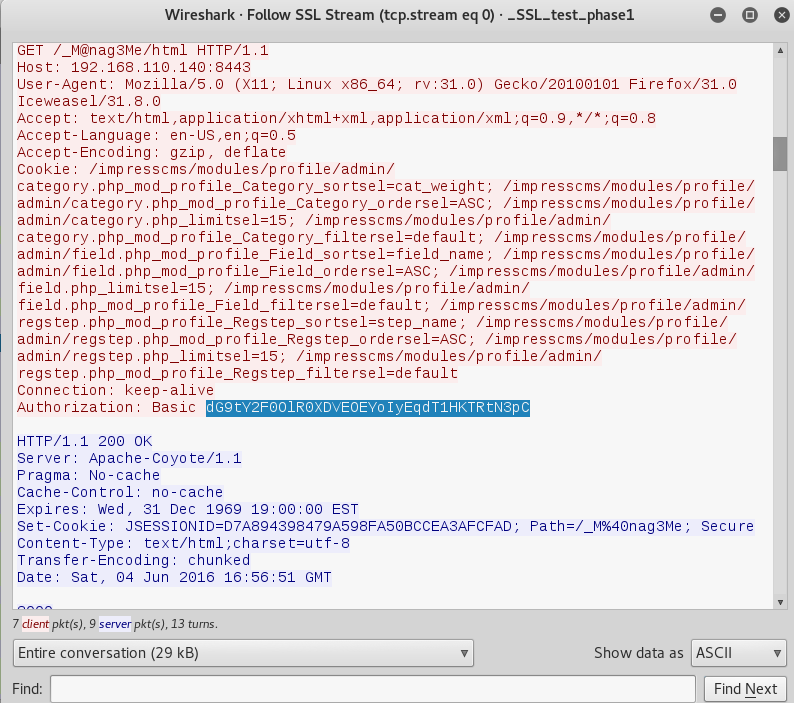 Wireshark · Follow SSL Stream (tcp.stream eq 0) · _SSL_test_phase1
GET /_M@nag3Me/html HTTP/1.1
Host: 192.168.110.140:8443
User-Agent: Mozilla/5.0 (X11; Linux x86_64; rv:31.0) Gecko/20100101 Firefox/31.0
Iceweasel/31.8.0
Accept: text/html,application/xhtml+xml,application/xml;q=0.9,*/*;q=0.8
Accept-Language: en-US,en;q=0.5
Accept-Encoding: gzip, deflate
Cookie: /impresscms/modules/profile/admin/
category.php_mod_profile_Category_sortsel=cat_weight; /impresscms/modules/profile/
admin/category.php_mod_profile_Category_ordersel=ASC; /impresscms/modules/profile/
admin/category.php_limitsel=15; /impresscms/modules/profile/admin/
category.php_mod_profile_Category_filtersel=default; /impresscms/modules/profile/
admin/field.php_mod_profile_Field_sortsel=field_name; /impresscms/modules/profile/
admin/field.php_mod_profile_Field_ordersel=ASC; /impresscms/modules/profile/admin/
field.php_limitsel=15; /impresscms/modules/profile/admin/
field.php_mod_profile_Field_filtersel=default; /impresscms/modules/profile/admin/
regstep.php_mod_profile_Regstep_sortsel=step_name; /impresscms/modules/profile/
admin/regstep.php_mod_profile_Regstep_ordersel=ASC; /impresscms/modules/profile/
admin/regstep.php_limitsel=15; /impresscms/modules/profile/admin/
regstep.php_mod_profile_Regstep_filtersel=default
Connection: keep-alive
Authorization: Basic dG9tY2F0OlR0XDVEOEYoIyEqdT1HKTRtN3pC
HTTP/1.1 200 OK
Server: Apache-Coyote/1.1
Pragma: No-cache
Cache-Control: no-cache
Expires: Wed, 31 Dec 1969 19:00:00 EST
Set-Cookie: JSESSIONID=D7A894398479A598FA50BCCEA3AFCFAD; Path=/_M%40nag3Me; Secure
Content-Type: text/html;charset=utf-8
Transfer-Encoding: chunked
Date: Sat, 04 Jun 2016 16:56:51 GMT
7 client pkt(s), 9 server pkt(s), 13 turns.
Entire conversation (29 kB)
Show data as ASCII
Find:
Find Next